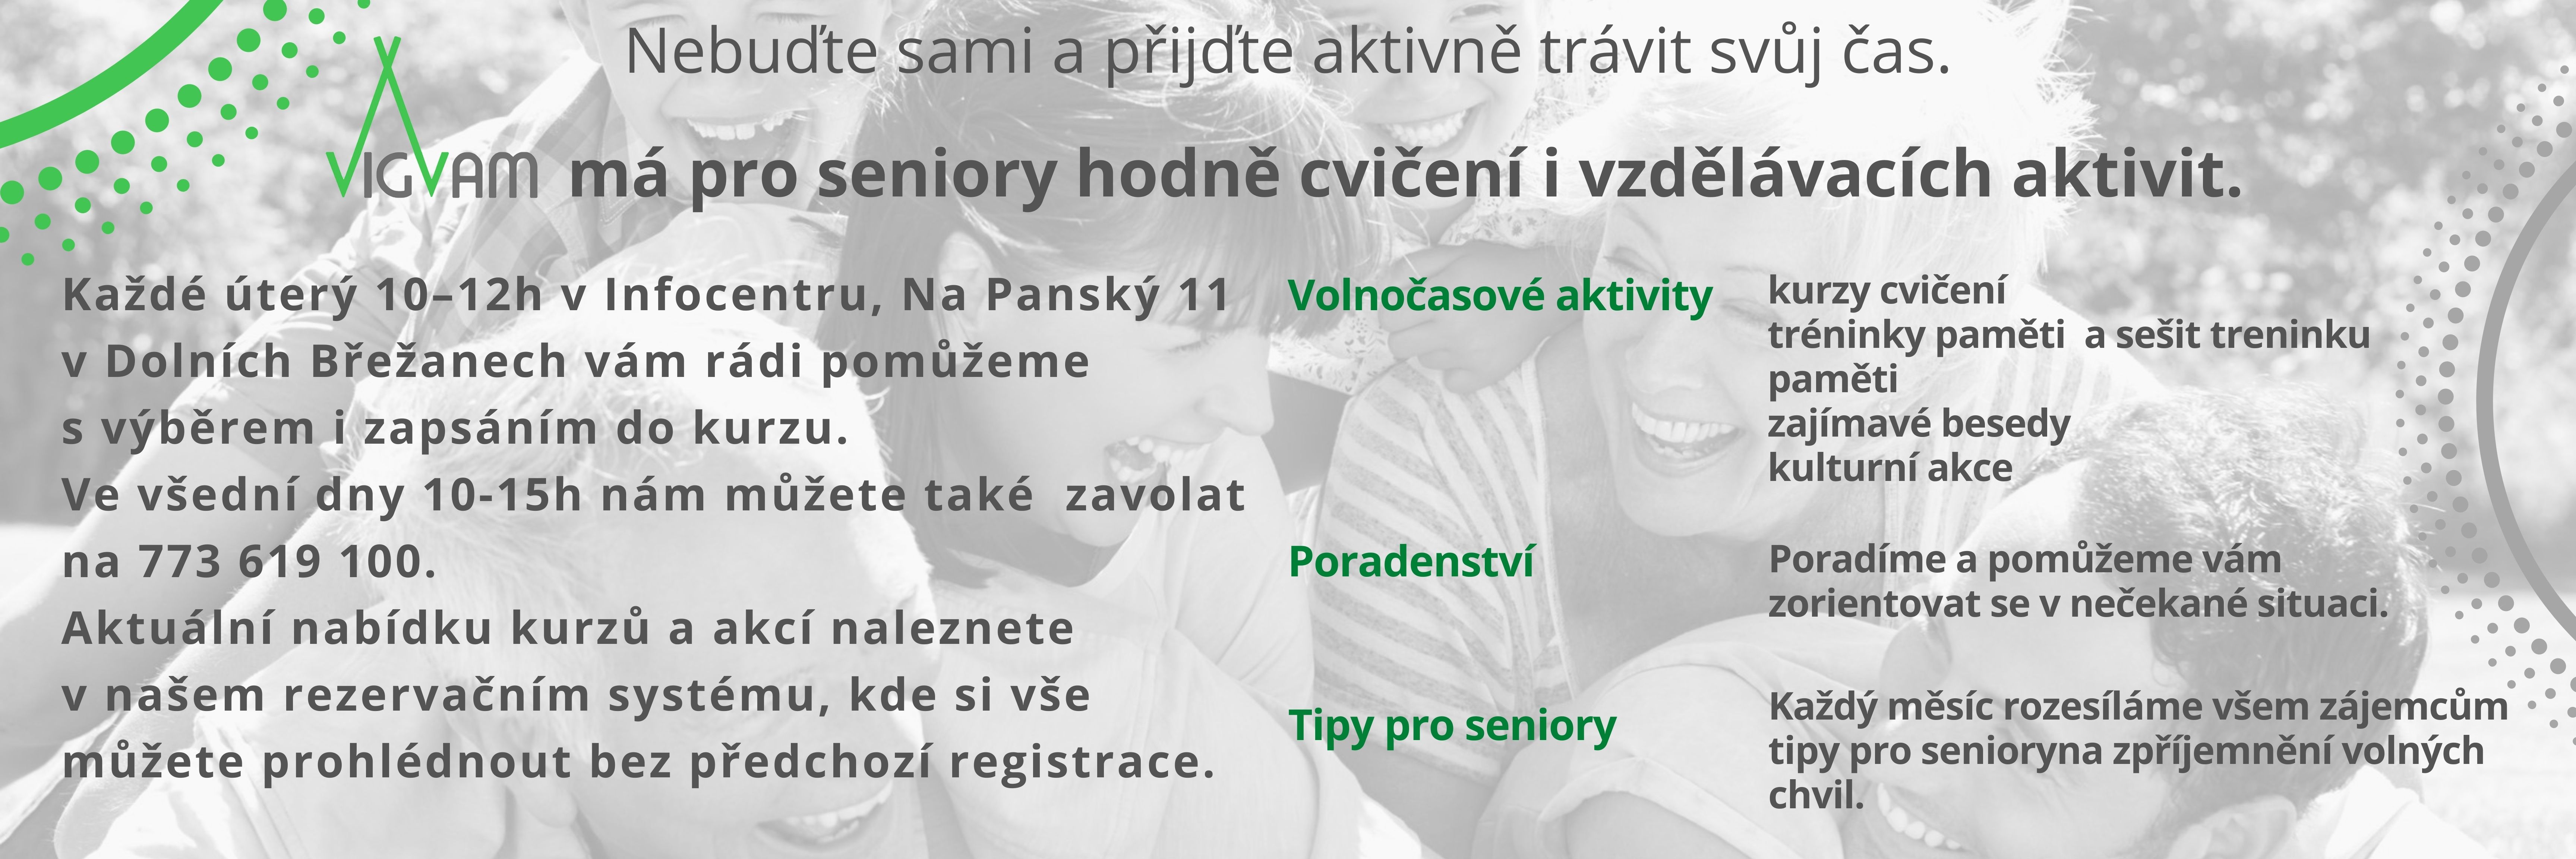 Nebuďte sami a přijďte aktivně trávit svůj čas.
VIGVAM má pro seniory hodně cvičení i vzdělávacích aktivit.
Každé úterý 10–12h v Infocentru, Na Panský 11
v Dolních Břežanech vám rádi pomůžeme
s výběrem i zapsáním do kurzu.
Ve všední dny 10-15h nám můžete také  zavolat
na 773 619 100.
Aktuální nabídku kurzů a akcí naleznete
v našem rezervačním systému, kde si vše
můžete prohlédnout bez předchozí registrace.
Volnočasové aktivity
kurzy cvičení
tréninky paměti  a sešit treninku
paměti
zajímavé besedy
kulturní akce
Poradenství
Poradíme a pomůžeme vám
zorientovat se v nečekané situaci.
Tipy pro seniory
Každý měsíc rozesíláme všem zájemcům
tipy pro senioryna zpříjemnění volných
chvil.